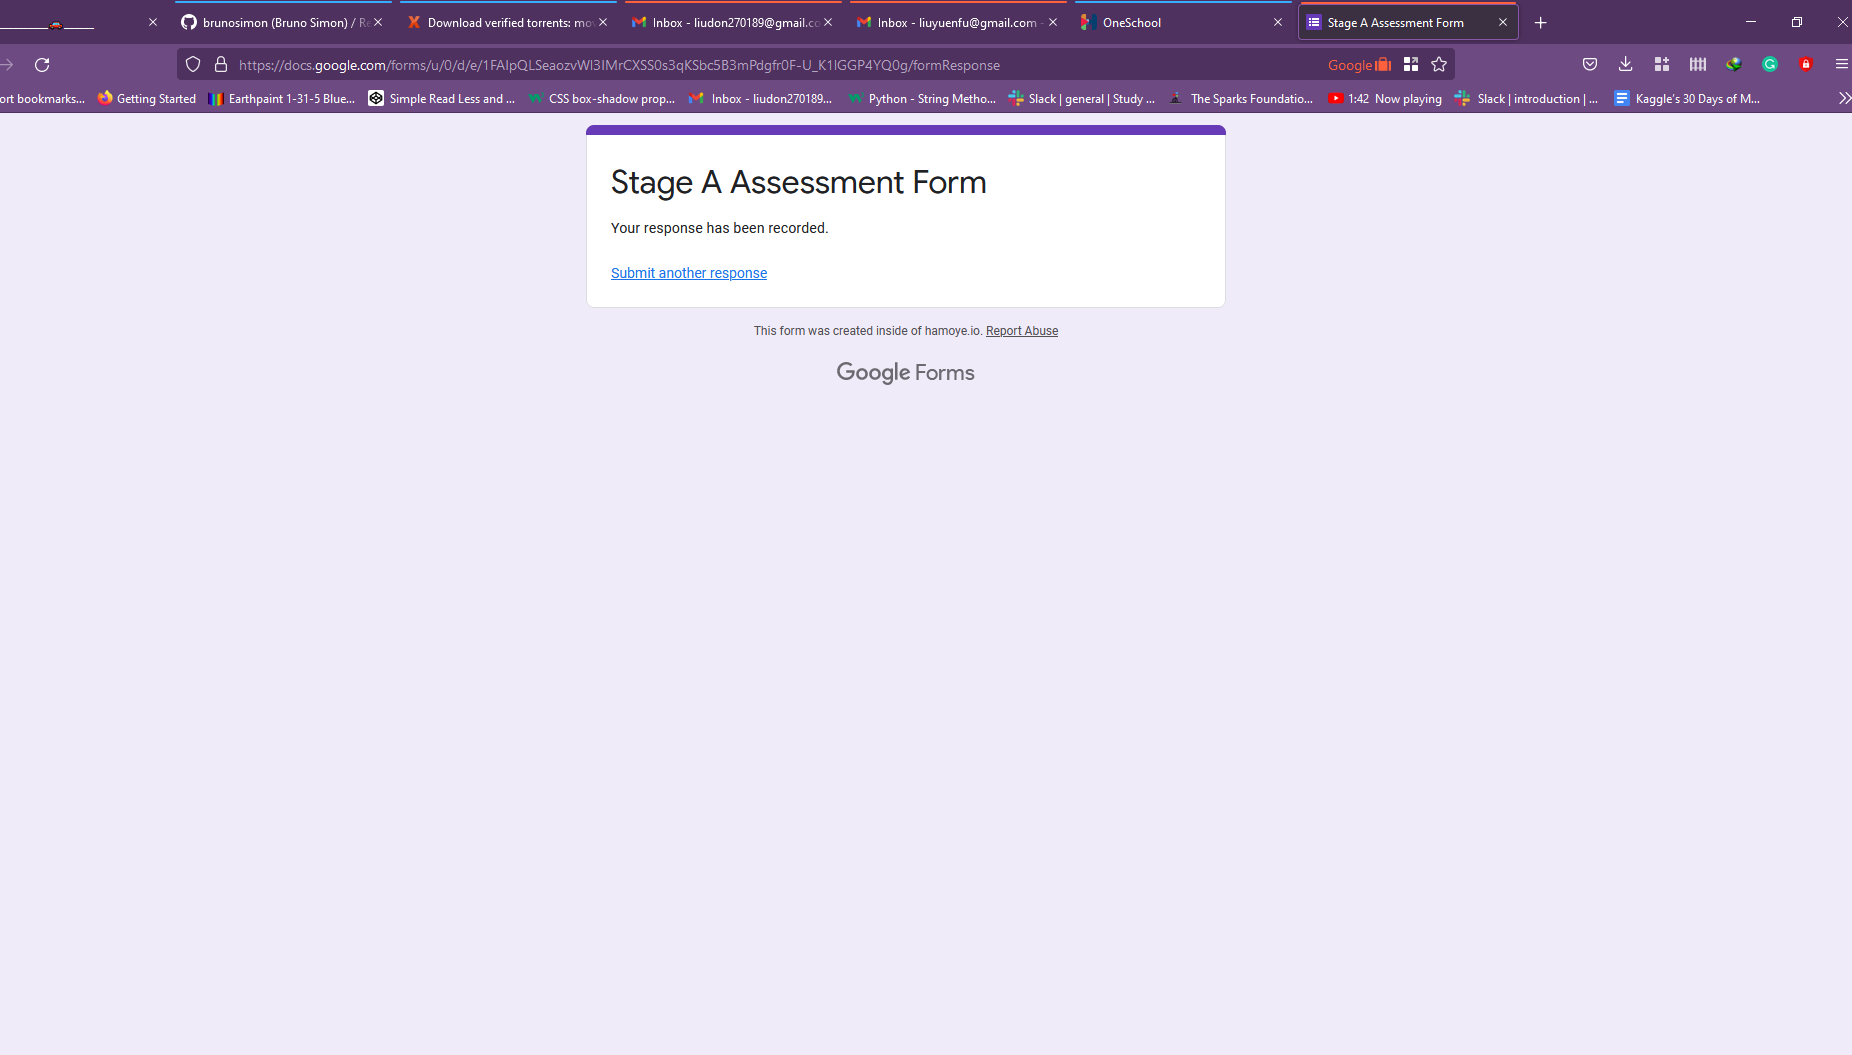 brunosimon (Bruno Simon) / Re
Download verified torrents: mov
Inbox - liudon270189@gmail.co
Inbox - liuyuenfu@gmail.com -
OneSchool
Stage A Assessment Form
https://docs.google.com/forms/u/0/d/e/1FAIpQLSeaozvWl3IMrCXSS0s3qKSbc5B3mPdgfr0F-U_K1lGGP4YQ0g/formResponse
Google
ort bookmarks...
Getting Started
Earthpaint 1-31-5 Blue...
Simple Read Less and ...
CSS box-shadow prop...
Inbox - liudon270189...
Python - String Metho...
Slack | general | Study ...
The Sparks Foundatio...
1:42 Now playing
Slack | introduction | ...
Kaggle's 30 Days of M...
Stage A Assessment Form
Your response has been recorded.
Submit another response
This form was created inside of hamoye.io. Report Abuse
Google Forms